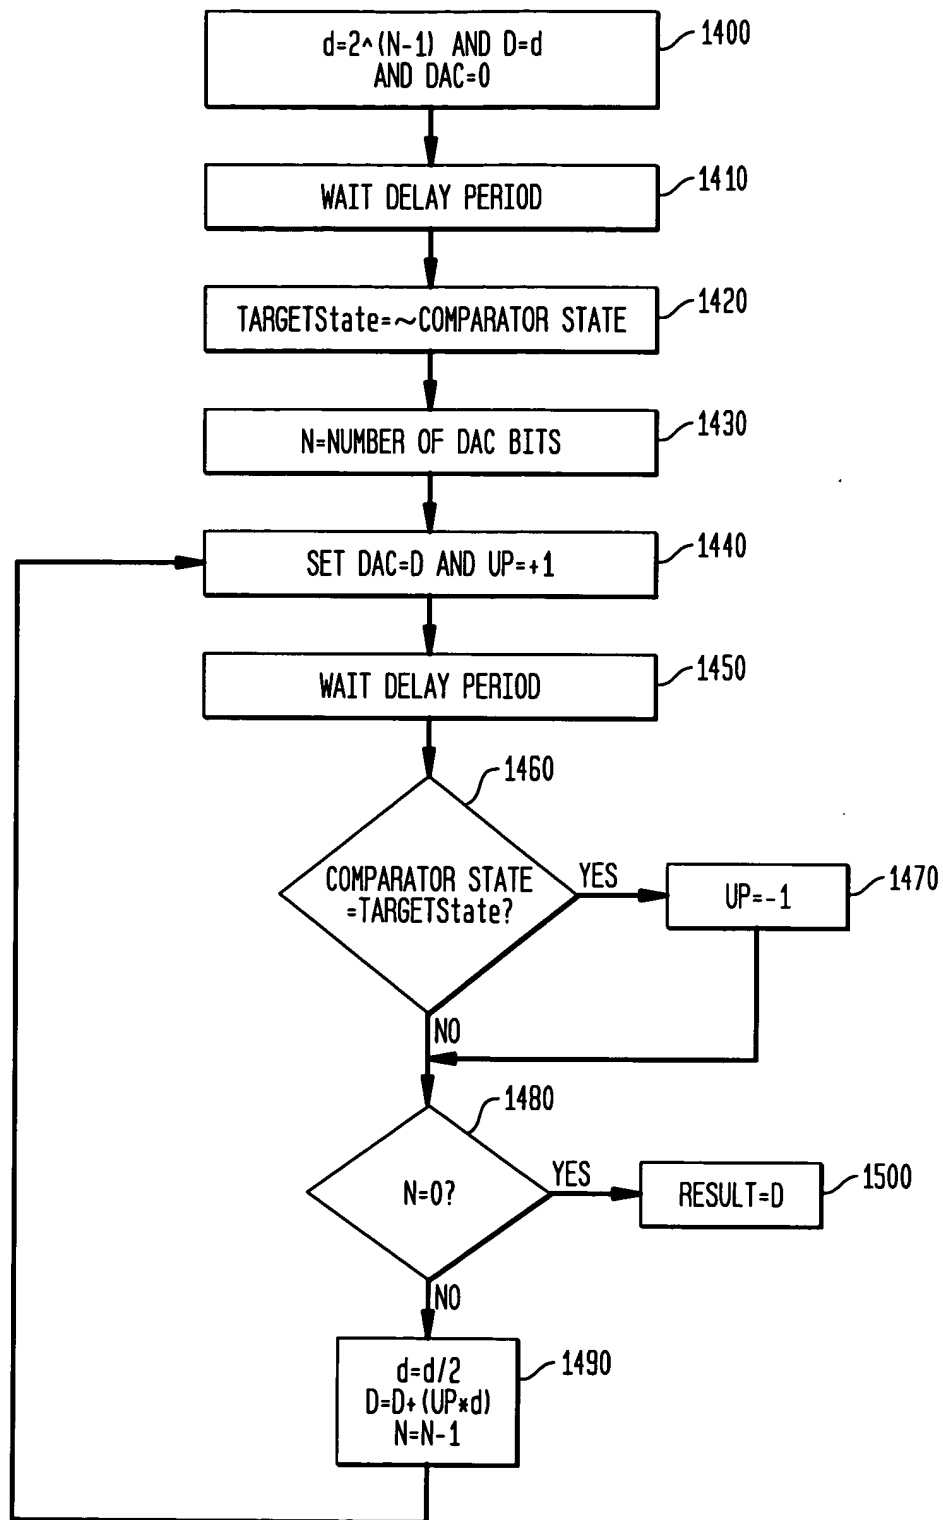 d=2^(N-1) AND D=d
AND DAC=0
1400
WAIT DELAY PERIOD
1410
TARGETState=~COMPARATOR STATE
1420
N=NUMBER OF DAC BITS
1430
SET DAC=D AND UP=+1
1440
WAIT DELAY PERIOD
1450
1460
COMPARATOR STATE
=TARGETState?
YES
UP=-1
1470
NO
1480
N=0?
YES
RESULT=D
1500
NO
d=d/2
D=D+(UP*d)
N=N-1
1490